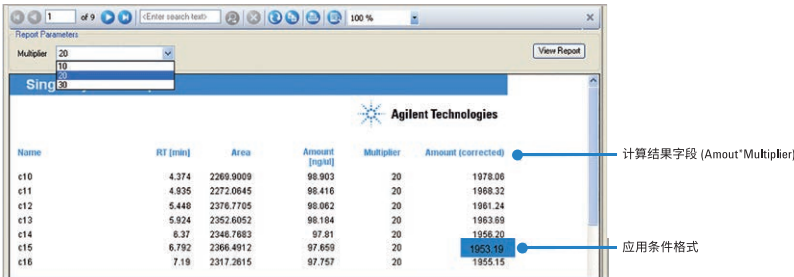 1 of 9 <Enter search text> 100 %
Report Parameters
Multiplier 20 View Report
10
20
30
Sing
Agilent Technologies
Name RT [min] Area Amount [ng/ul] Multiplier Amount (corrected)
计算结果字段 (Amout*Multiplier)
c10 4.374 2269.9009 98.903 20 1978.06
c11 4.935 2272.0645 98.416 20 1968.32
c12 5.448 2376.7705 98.062 20 1961.24
c13 5.924 2352.6052 98.184 20 1963.69
c14 6.37 2346.7683 97.81 20 1956.20
c15 6.792 2366.4912 97.659 20 1953.19
应用条件格式
c16 7.19 2317.2615 97.757 20 1955.15